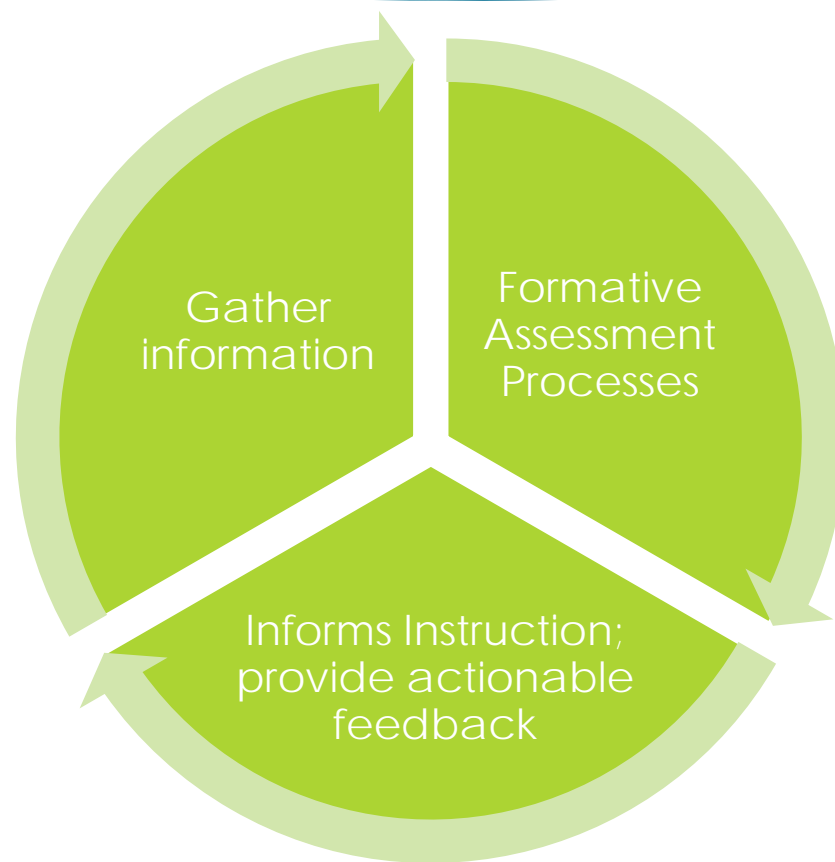 Gather
information
Formative
Assessment
Processes
Informs Instruction;
provide actionable
feedback